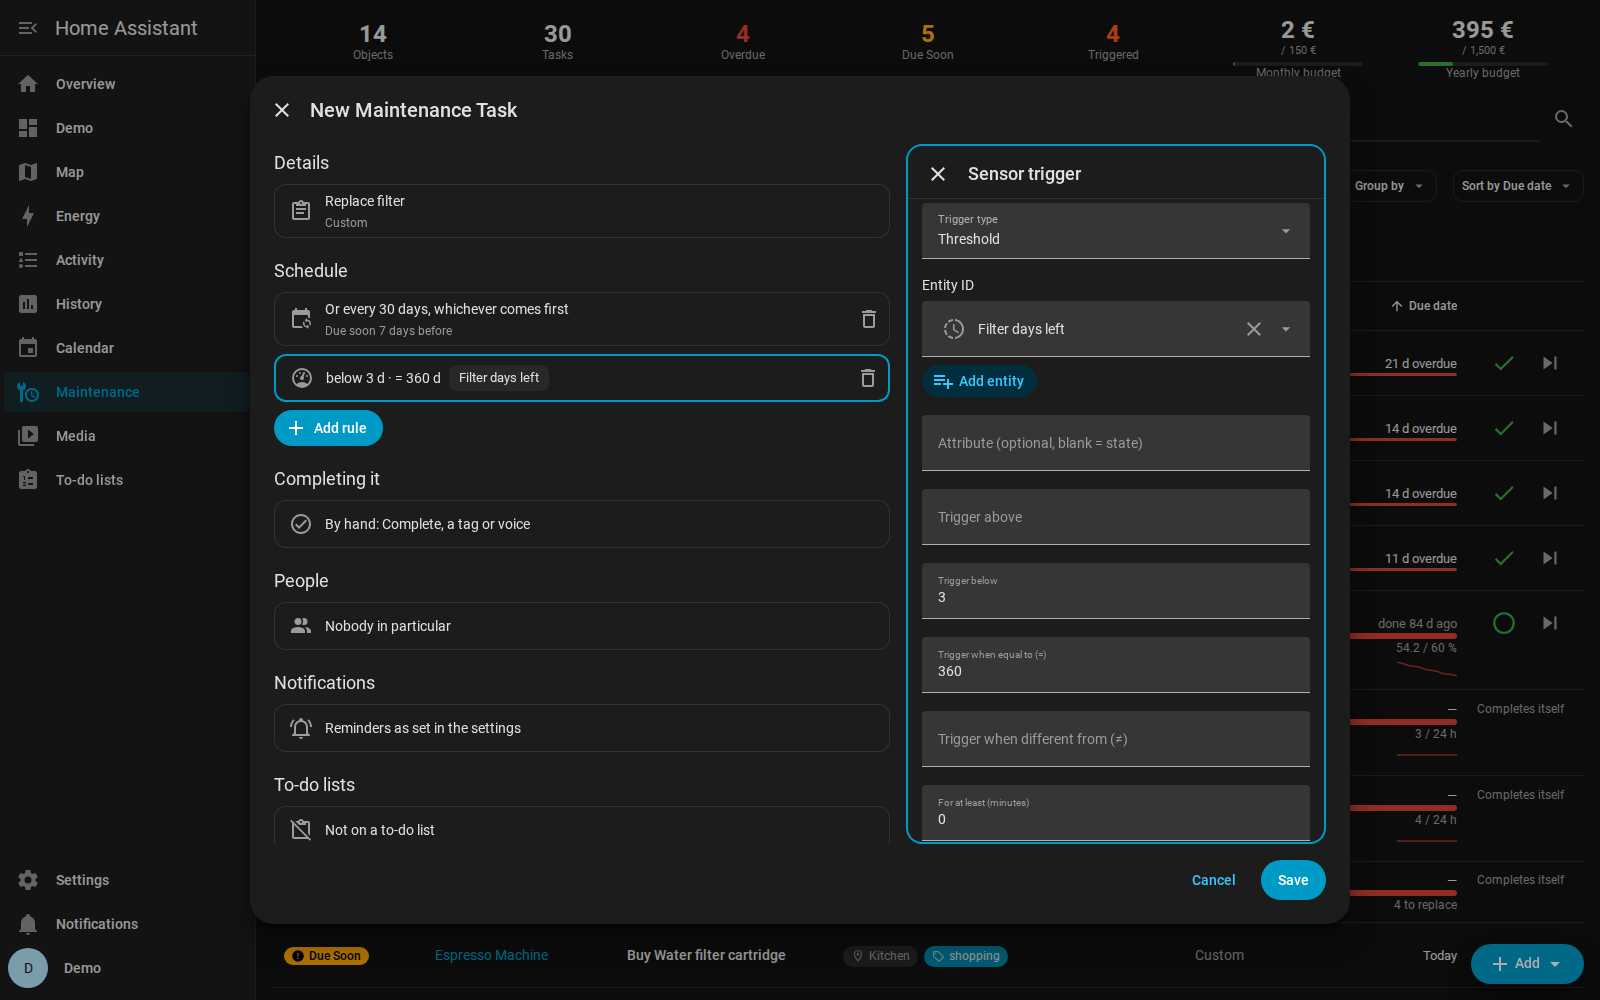 Home Assistant
Overview
Demo
Map
Energy
Activity
History
Calendar
Maintenance
Media
To-do lists
Settings
Notifications
D
Demo
14
Objects
30
Tasks
4
Overdue
5
Due Soon
4
Triggered
2 €
/ 150 €
Monthly budget
395 €
/ 1,500 €
Yearly budget
Group by
Sort by Due date
Due date
21 d overdue
14 d overdue
14 d overdue
11 d overdue
done 84 d ago
54.2 / 60 %
—
Completes itself
3 / 24 h
—
Completes itself
4 / 24 h
—
Completes itself
4 to replace
Due Soon
Espresso Machine
Buy Water filter cartridge
Kitchen
shopping
Custom
Today
Add
New Maintenance Task
Details
Replace filter
Custom
Schedule
Or every 30 days, whichever comes first
Due soon 7 days before
below 3 d · = 360 d
Filter days left
Add rule
Completing it
By hand: Complete, a tag or voice
People
Nobody in particular
Notifications
Reminders as set in the settings
To-do lists
Not on a to-do list
Sensor trigger
Trigger type
Threshold
Entity ID
Filter days left
Add entity
Attribute (optional, blank = state)
Trigger above
Trigger below
3
Trigger when equal to (=)
360
Trigger when different from (≠)
For at least (minutes)
0
Cancel
Save